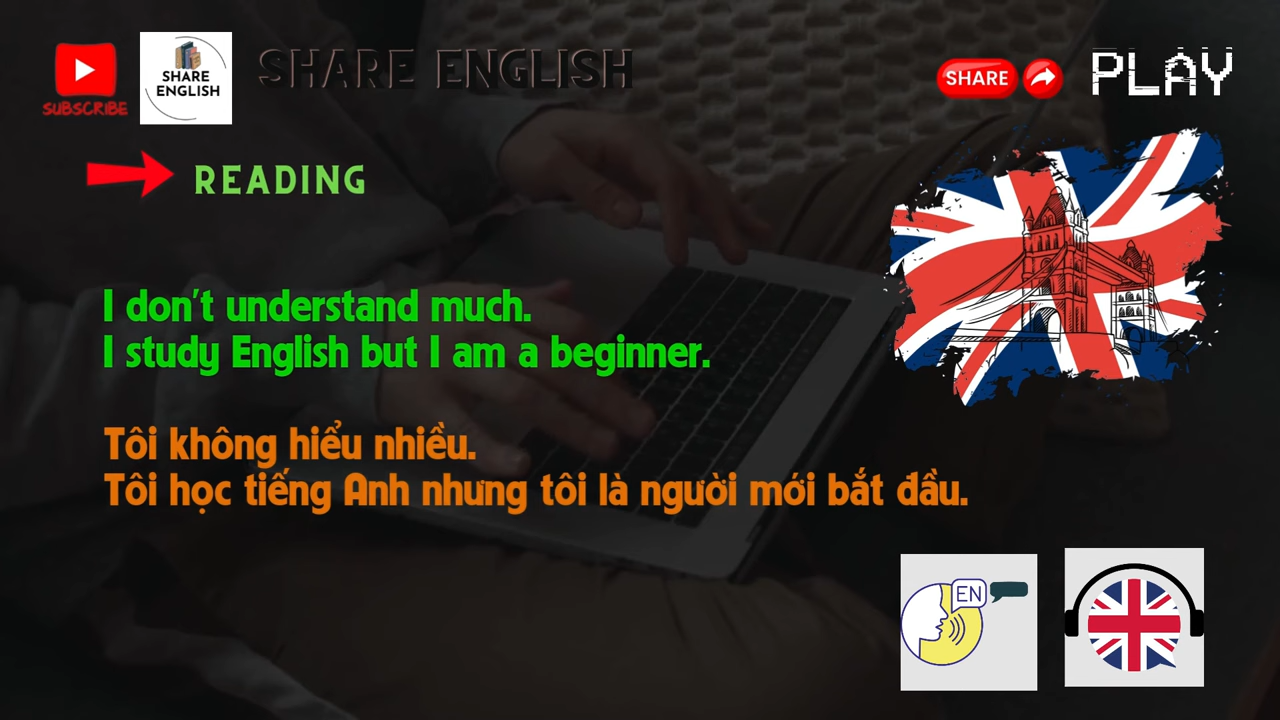 SUBSCRIBE
SHARE
ENGLISH
SHARE ENGLISH
SHARE
PLAY
READING
I don't understand much.
I study English but I am a beginner.
Tôi không hiểu nhiều.
Tôi học tiếng Anh nhưng tôi là người mới bắt đầu.
EN